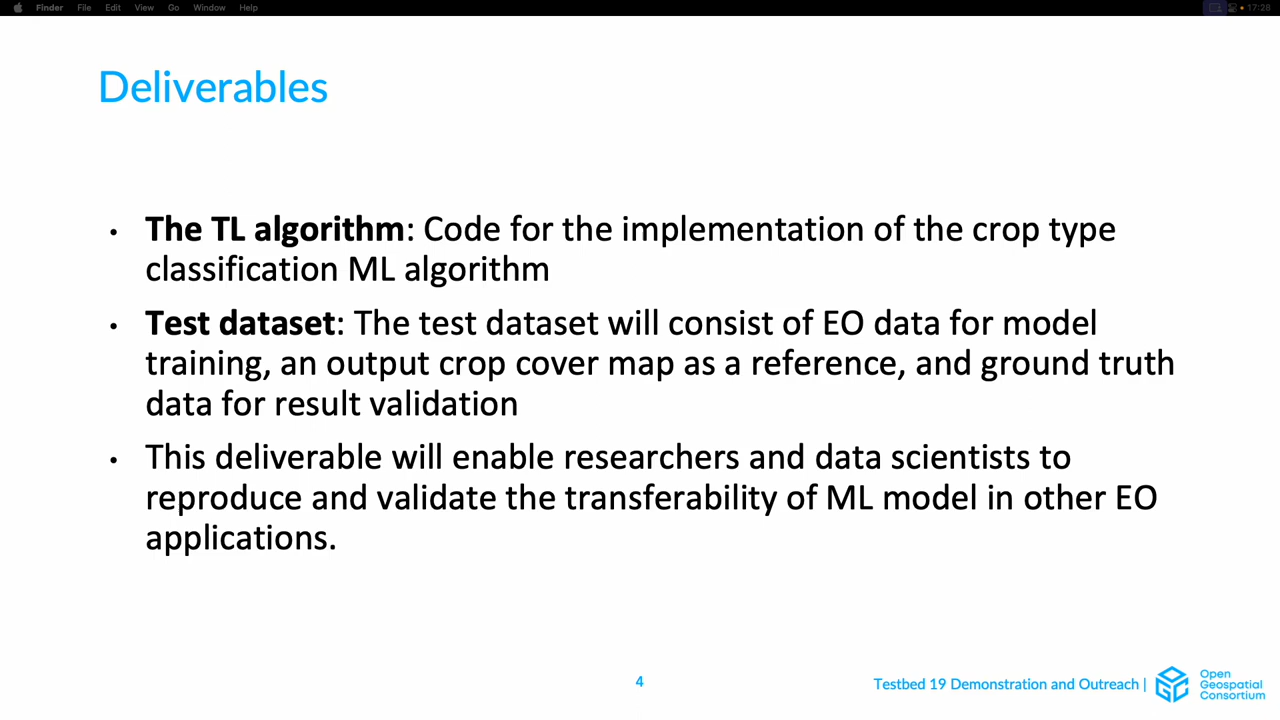 Finder File Edit View Go Window Help 17:28
Deliverables
• The TL algorithm: Code for the implementation of the crop type
classification ML algorithm
• Test dataset: The test dataset will consist of EO data for model
training, an output crop cover map as a reference, and ground truth
data for result validation
• This deliverable will enable researchers and data scientists to
reproduce and validate the transferability of ML model in other EO
applications.
4
Testbed 19 Demonstration and Outreach |
Open
Geospatial
Consortium